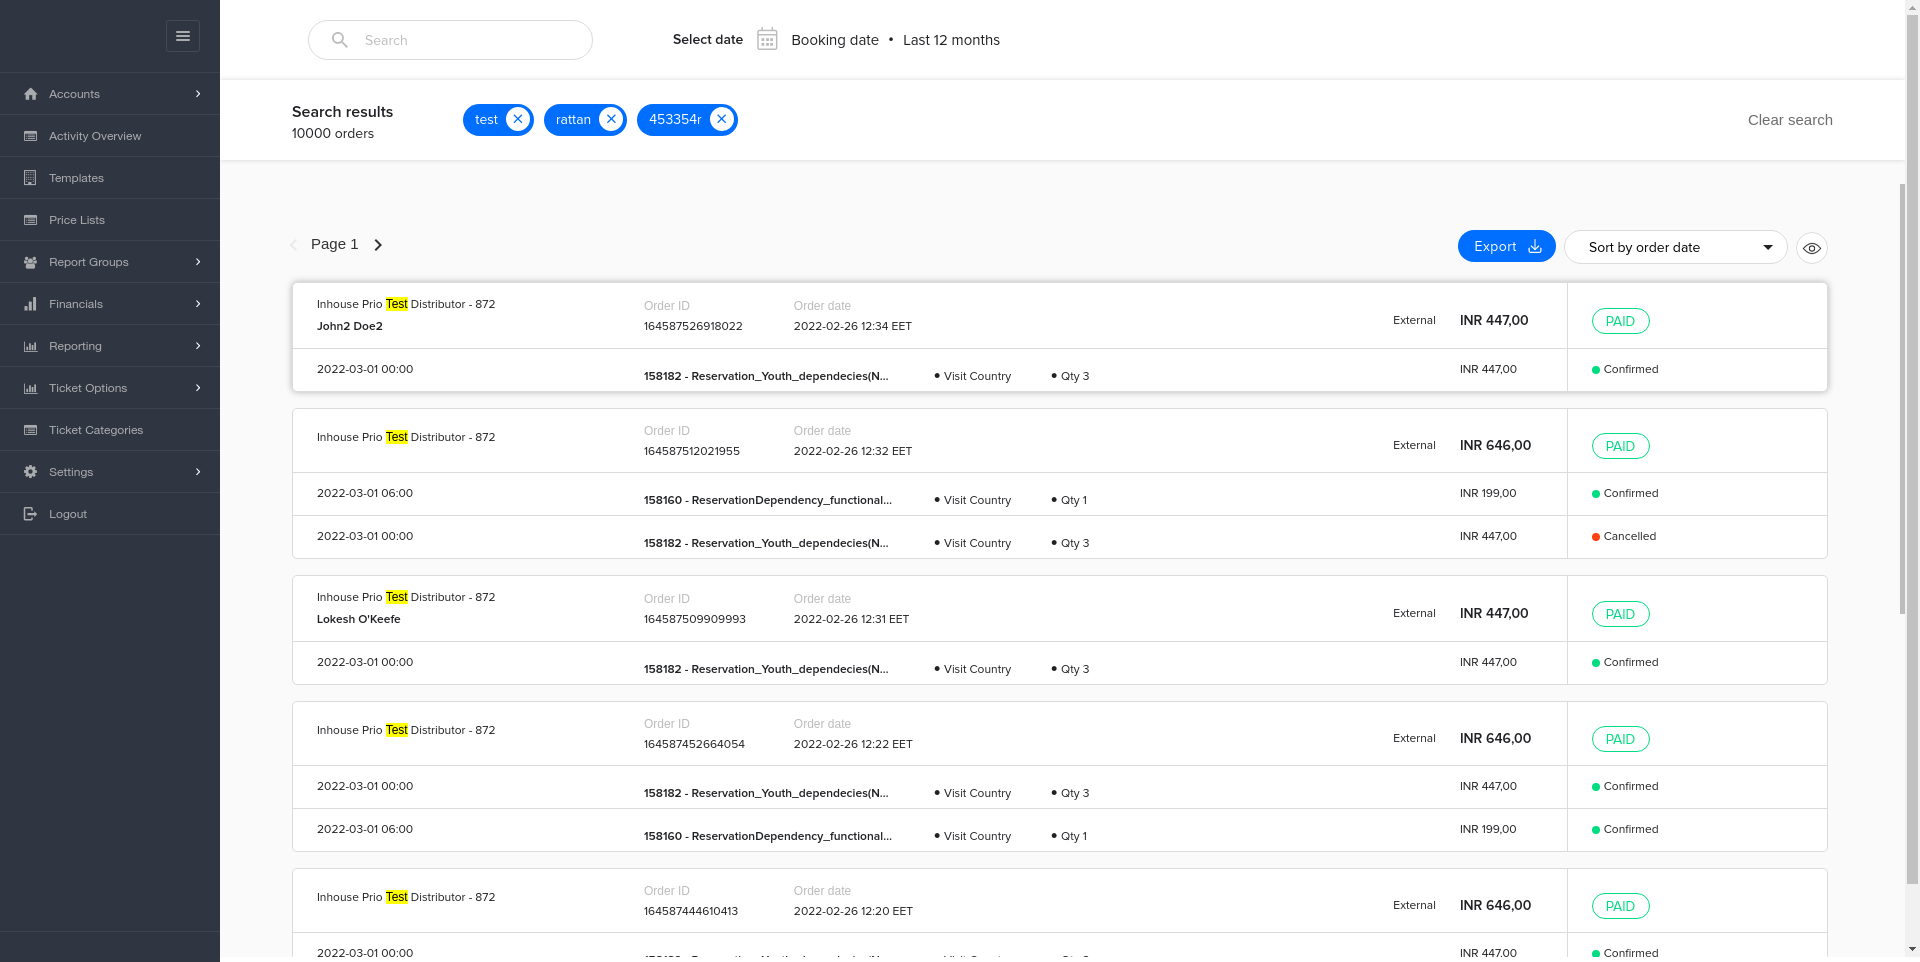 Search
Select date Booking date • Last 12 months
Accounts
Activity Overview
Templates
Price Lists
Report Groups
Financials
Reporting
Ticket Options
Ticket Categories
Settings
Logout
Search results
10000 orders
test
rattan
453354r
Clear search
Page 1
Export
Sort by order date
Inhouse Prio Test Distributor - 872
John2 Doe2
Order ID
164587526918022
Order date
2022-02-26 12:34 EET
External
INR 447,00
PAID
2022-03-01 00:00
158182 - Reservation_Youth_dependecies(N...
• Visit Country
• Qty 3
INR 447,00
Confirmed
Inhouse Prio Test Distributor - 872
Order ID
164587512021955
Order date
2022-02-26 12:32 EET
External
INR 646,00
PAID
2022-03-01 06:00
158160 - ReservationDependency_functional...
• Visit Country
• Qty 1
INR 199,00
Confirmed
2022-03-01 00:00
158182 - Reservation_Youth_dependecies(N...
• Visit Country
• Qty 3
INR 447,00
Cancelled
Inhouse Prio Test Distributor - 872
Lokesh O'Keefe
Order ID
164587509909993
Order date
2022-02-26 12:31 EET
External
INR 447,00
PAID
2022-03-01 00:00
158182 - Reservation_Youth_dependecies(N...
• Visit Country
• Qty 3
INR 447,00
Confirmed
Inhouse Prio Test Distributor - 872
Order ID
164587452664054
Order date
2022-02-26 12:22 EET
External
INR 646,00
PAID
2022-03-01 00:00
158182 - Reservation_Youth_dependecies(N...
• Visit Country
• Qty 3
INR 447,00
Confirmed
2022-03-01 06:00
158160 - ReservationDependency_functional...
• Visit Country
• Qty 1
INR 199,00
Confirmed
Inhouse Prio Test Distributor - 872
Order ID
164587444610413
Order date
2022-02-26 12:20 EET
External
INR 646,00
PAID
2022-03-01 00:00
INR 447,00
Confirmed